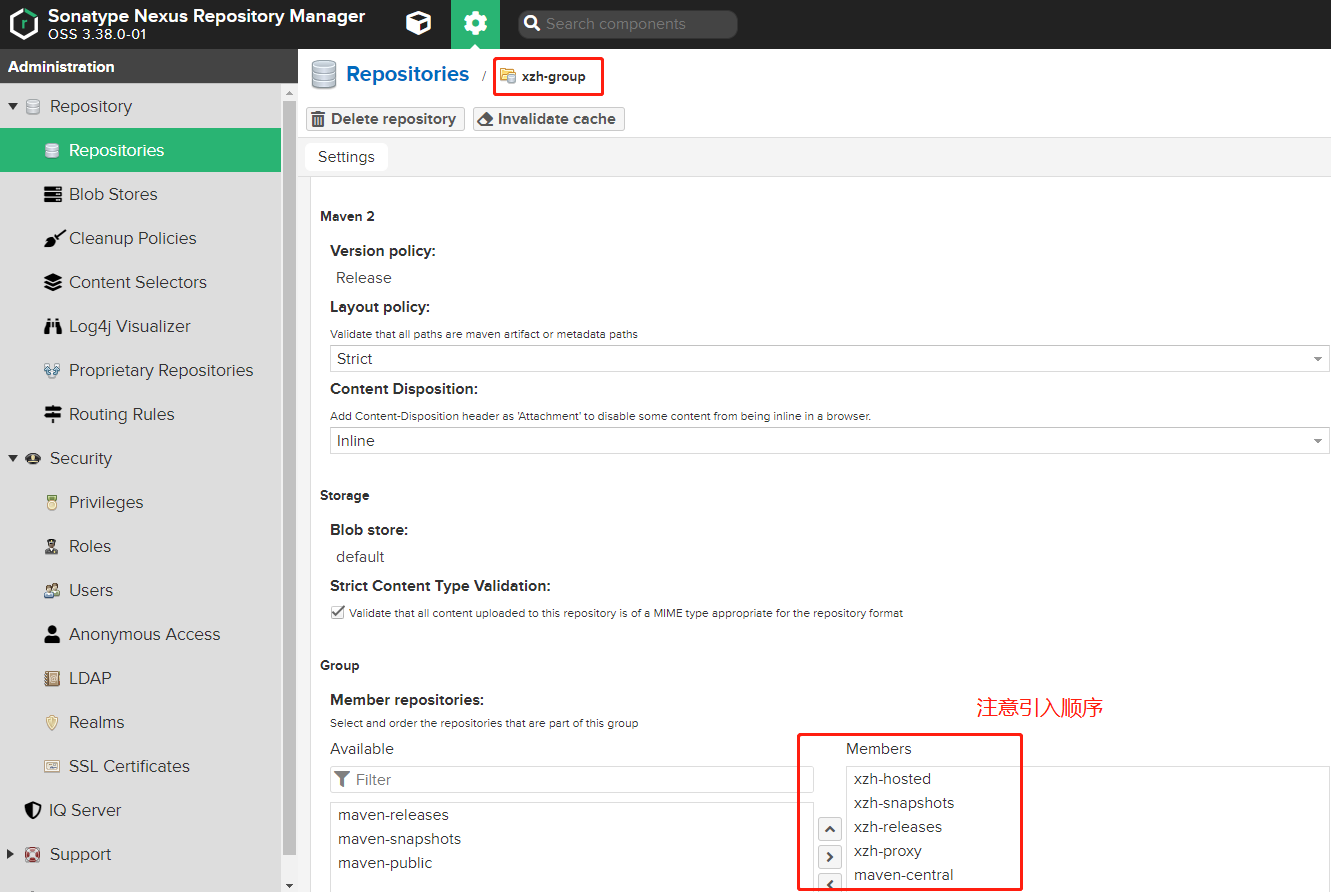 Sonatype Nexus Repository Manager
OSS 3.38.0-01
Search components
Administration
Repository
Repositories
Blob Stores
Cleanup Policies
Content Selectors
Log4j Visualizer
Proprietary Repositories
Routing Rules
Security
Privileges
Roles
Users
Anonymous Access
LDAP
Realms
SSL Certificates
IQ Server
Support
Repositories / xzh-group
Delete repository Invalidate cache
Settings
Maven 2
Version policy:
Release
Layout policy:
Validate that all paths are maven artifact or metadata paths
Strict
Content Disposition:
Add Content-Disposition header as 'Attachment' to disable some content from being inline in a browser.
Inline
Storage
Blob store:
default
Strict Content Type Validation:
Validate that all content uploaded to this repository is of a MIME type appropriate for the repository format
Group
Member repositories:
Select and order the repositories that are part of this group
注意引入顺序
Available
Filter
maven-releases
maven-snapshots
maven-public
Members
xzh-hosted
xzh-snapshots
xzh-releases
xzh-proxy
maven-central